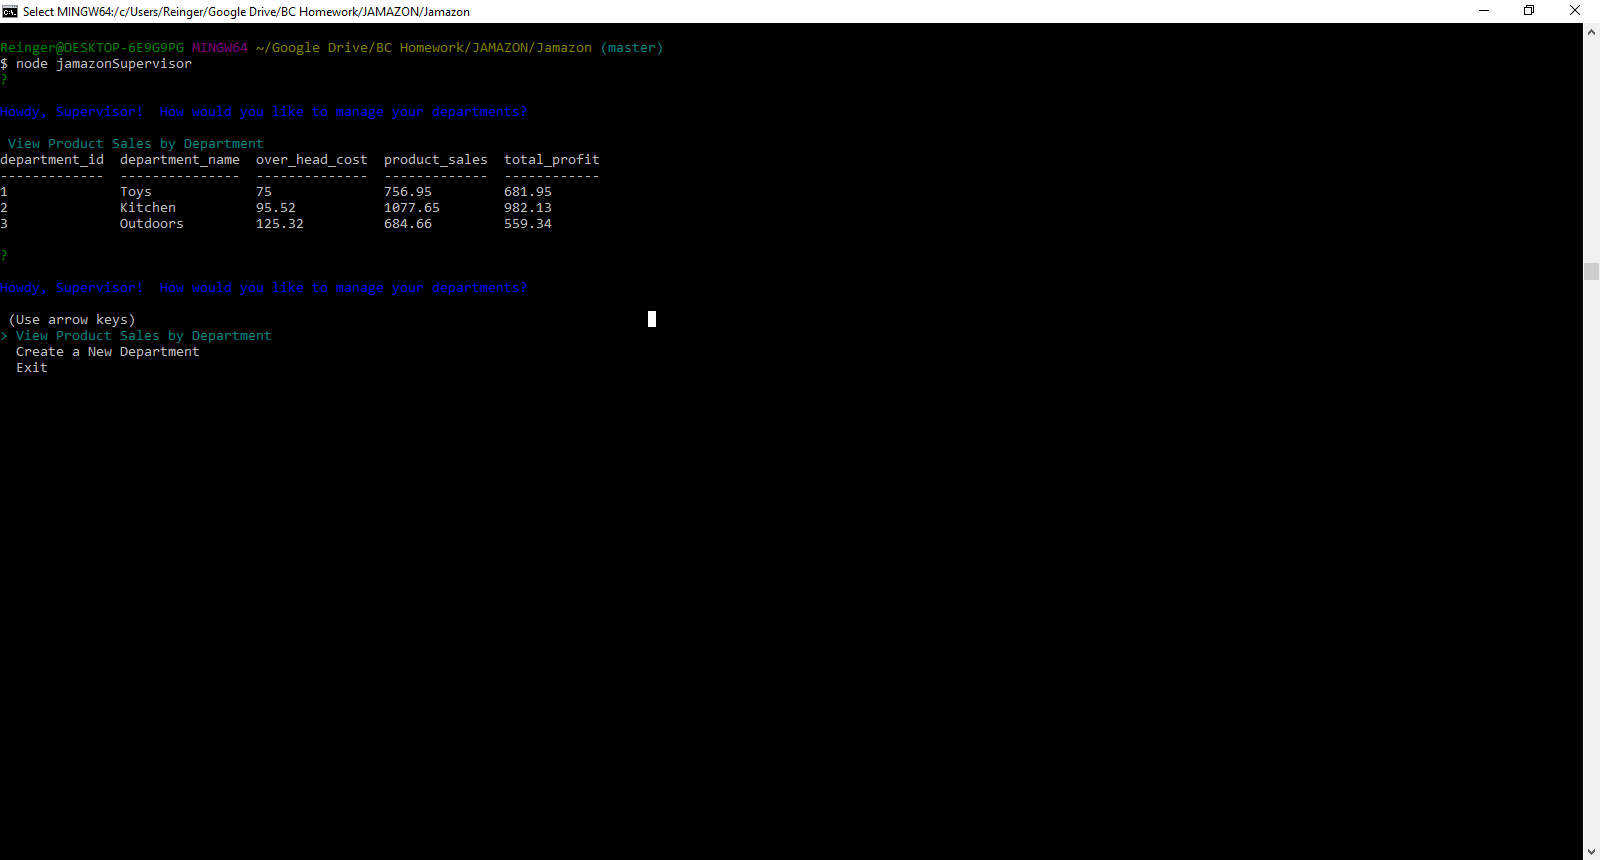 Select MINGW64:/c/Users/Reinger/Google Drive/BC Homework/JAMAZON/Jamazon
Reinger@DESKTOP-6E9G9PG MINGW64 ~/Google Drive/BC Homework/JAMAZON/Jamazon (master)
$ node jamazonSupervisor
?
Howdy, Supervisor!  How would you like to manage your departments?
View Product Sales by Department
department_id  department_name  over_head_cost  product_sales  total_profit
-------------  ---------------  --------------  -------------  ------------
1              Toys             75              756.95         681.95
2              Kitchen          95.52           1077.65        982.13
3              Outdoors         125.32          684.66         559.34
?
Howdy, Supervisor!  How would you like to manage your departments?
(Use arrow keys)
> View Product Sales by Department
Create a New Department
Exit